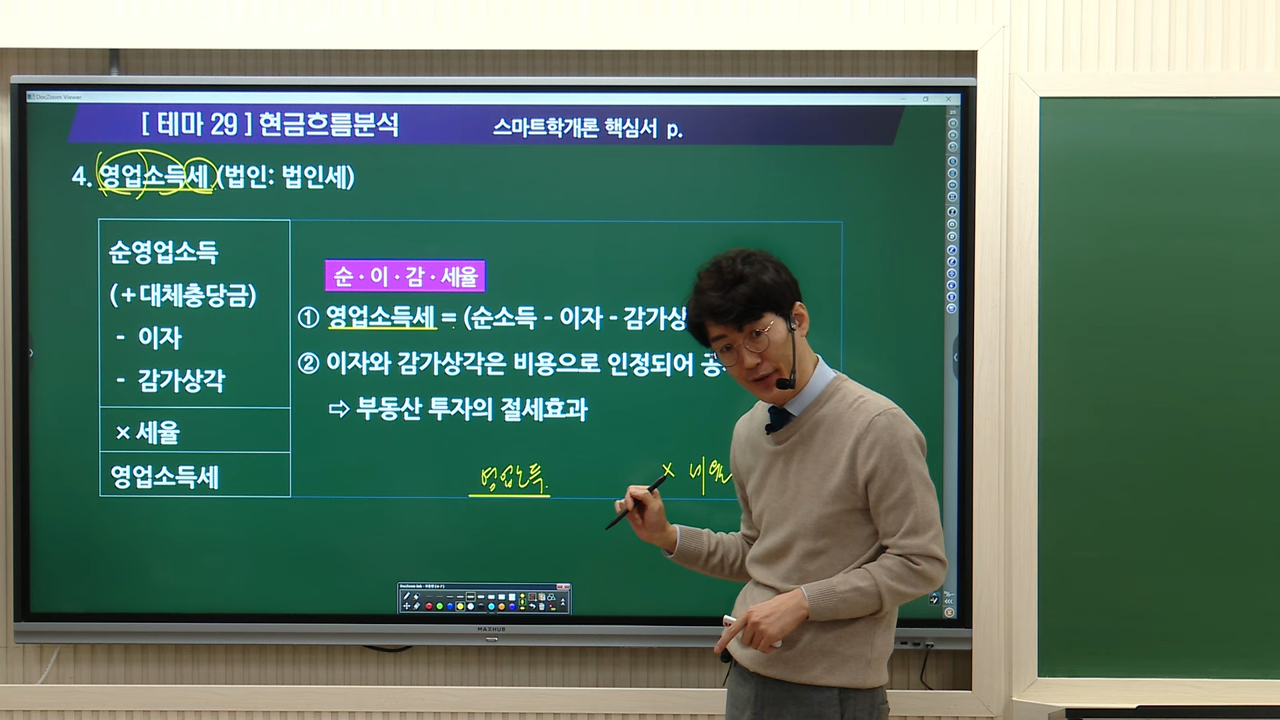 DocZoom Viewer
[ 테마 29 ] 현금흐름분석 스마트학개론 핵심서 p.
4. 영업소득세 (법인: 법인세)
순영업소득
(+대체충당금)
- 이자
- 감가상각
× 세율
영업소득세
순·이·감·세율
① 영업소득세 = (순소득 - 이자 - 감가상
② 이자와 감가상각은 비용으로 인정되어 공
⇨ 부동산 투자의 절세효과
영업소득 × 세율
MAXHUB